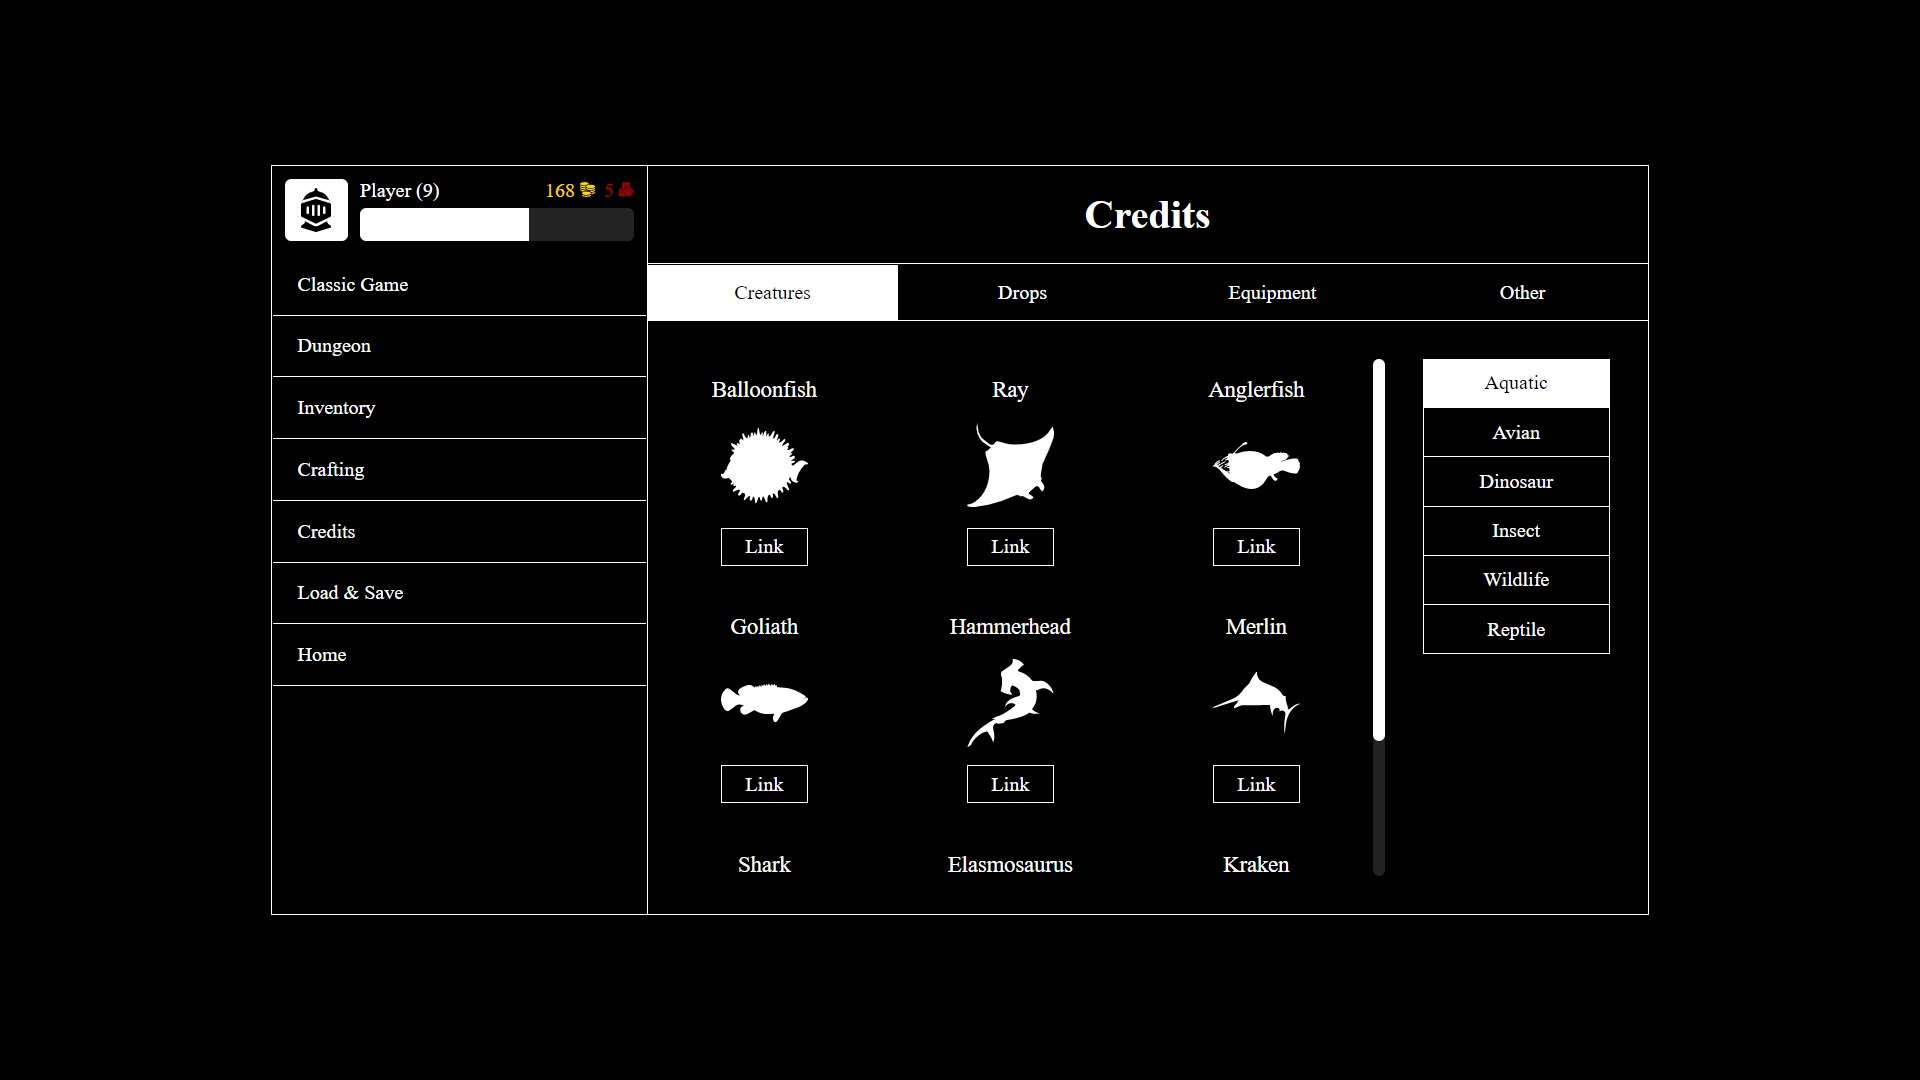 Player (9) 168 5
Classic Game
Dungeon
Inventory
Crafting
Credits
Load & Save
Home
Credits
Creatures Drops Equipment Other
Balloonfish Ray Anglerfish
Link Link Link
Goliath Hammerhead Merlin
Link Link Link
Shark Elasmosaurus Kraken
Aquatic
Avian
Dinosaur
Insect
Wildlife
Reptile